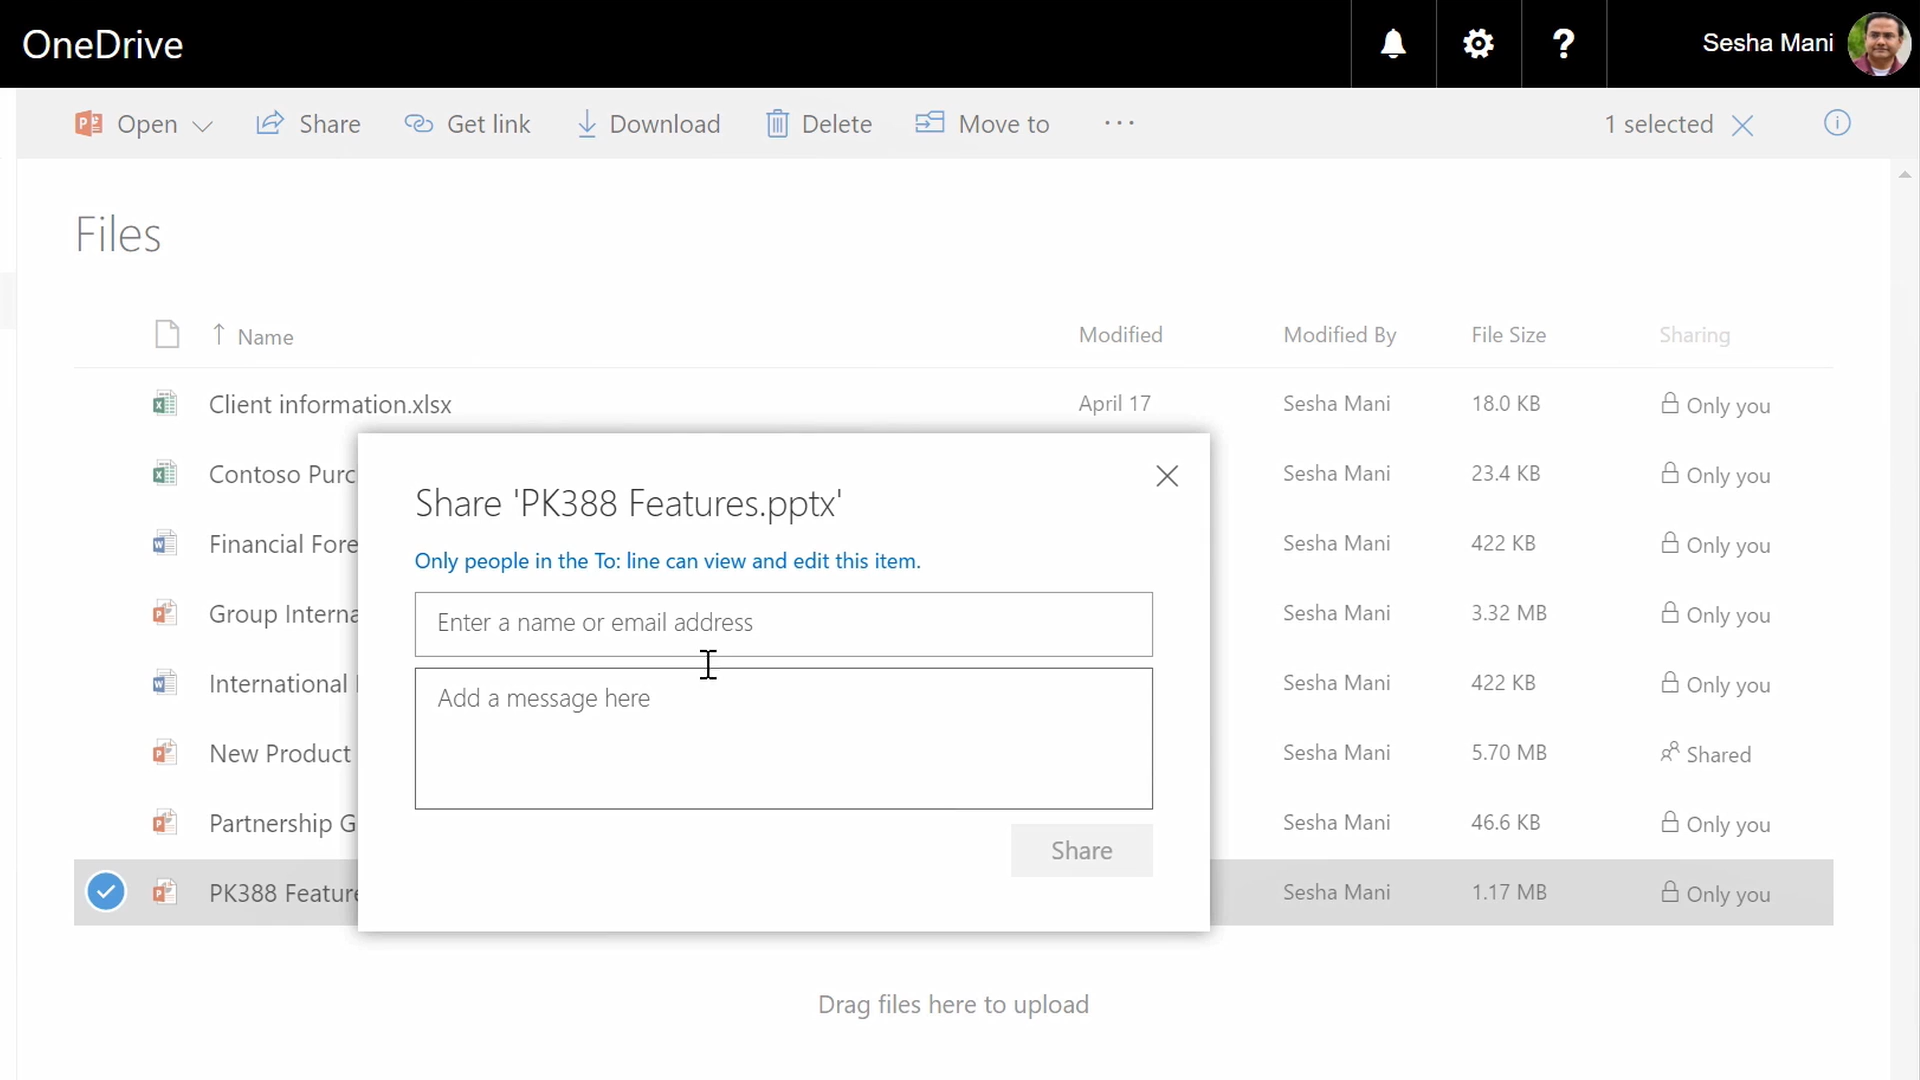 OneDrive
Sesha Mani
Open Share Get link Download Delete Move to ... 1 selected
Files
Name Modified Modified By File Size Sharing
Client information.xlsx April 17 Sesha Mani 18.0 KB Only you
Contoso Purc Sesha Mani 23.4 KB Only you
Financial Fore Sesha Mani 422 KB Only you
Group Interna Sesha Mani 3.32 MB Only you
International Sesha Mani 422 KB Only you
New Product Sesha Mani 5.70 MB Shared
Partnership G Sesha Mani 46.6 KB Only you
PK388 Feature Sesha Mani 1.17 MB Only you
Share 'PK388 Features.pptx'
Only people in the To: line can view and edit this item.
Enter a name or email address
Add a message here
Share
Drag files here to upload